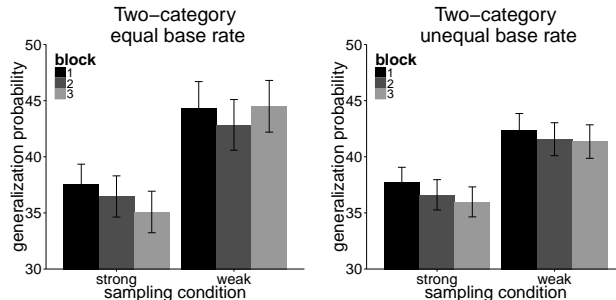 Two-category
equal base rate
generalization probability
50
45
40
35
30
block
1
2
3
strong
weak
sampling condition
Two-category
unequal base rate
generalization probability
50
45
40
35
30
block
1
2
3
strong
weak
sampling condition